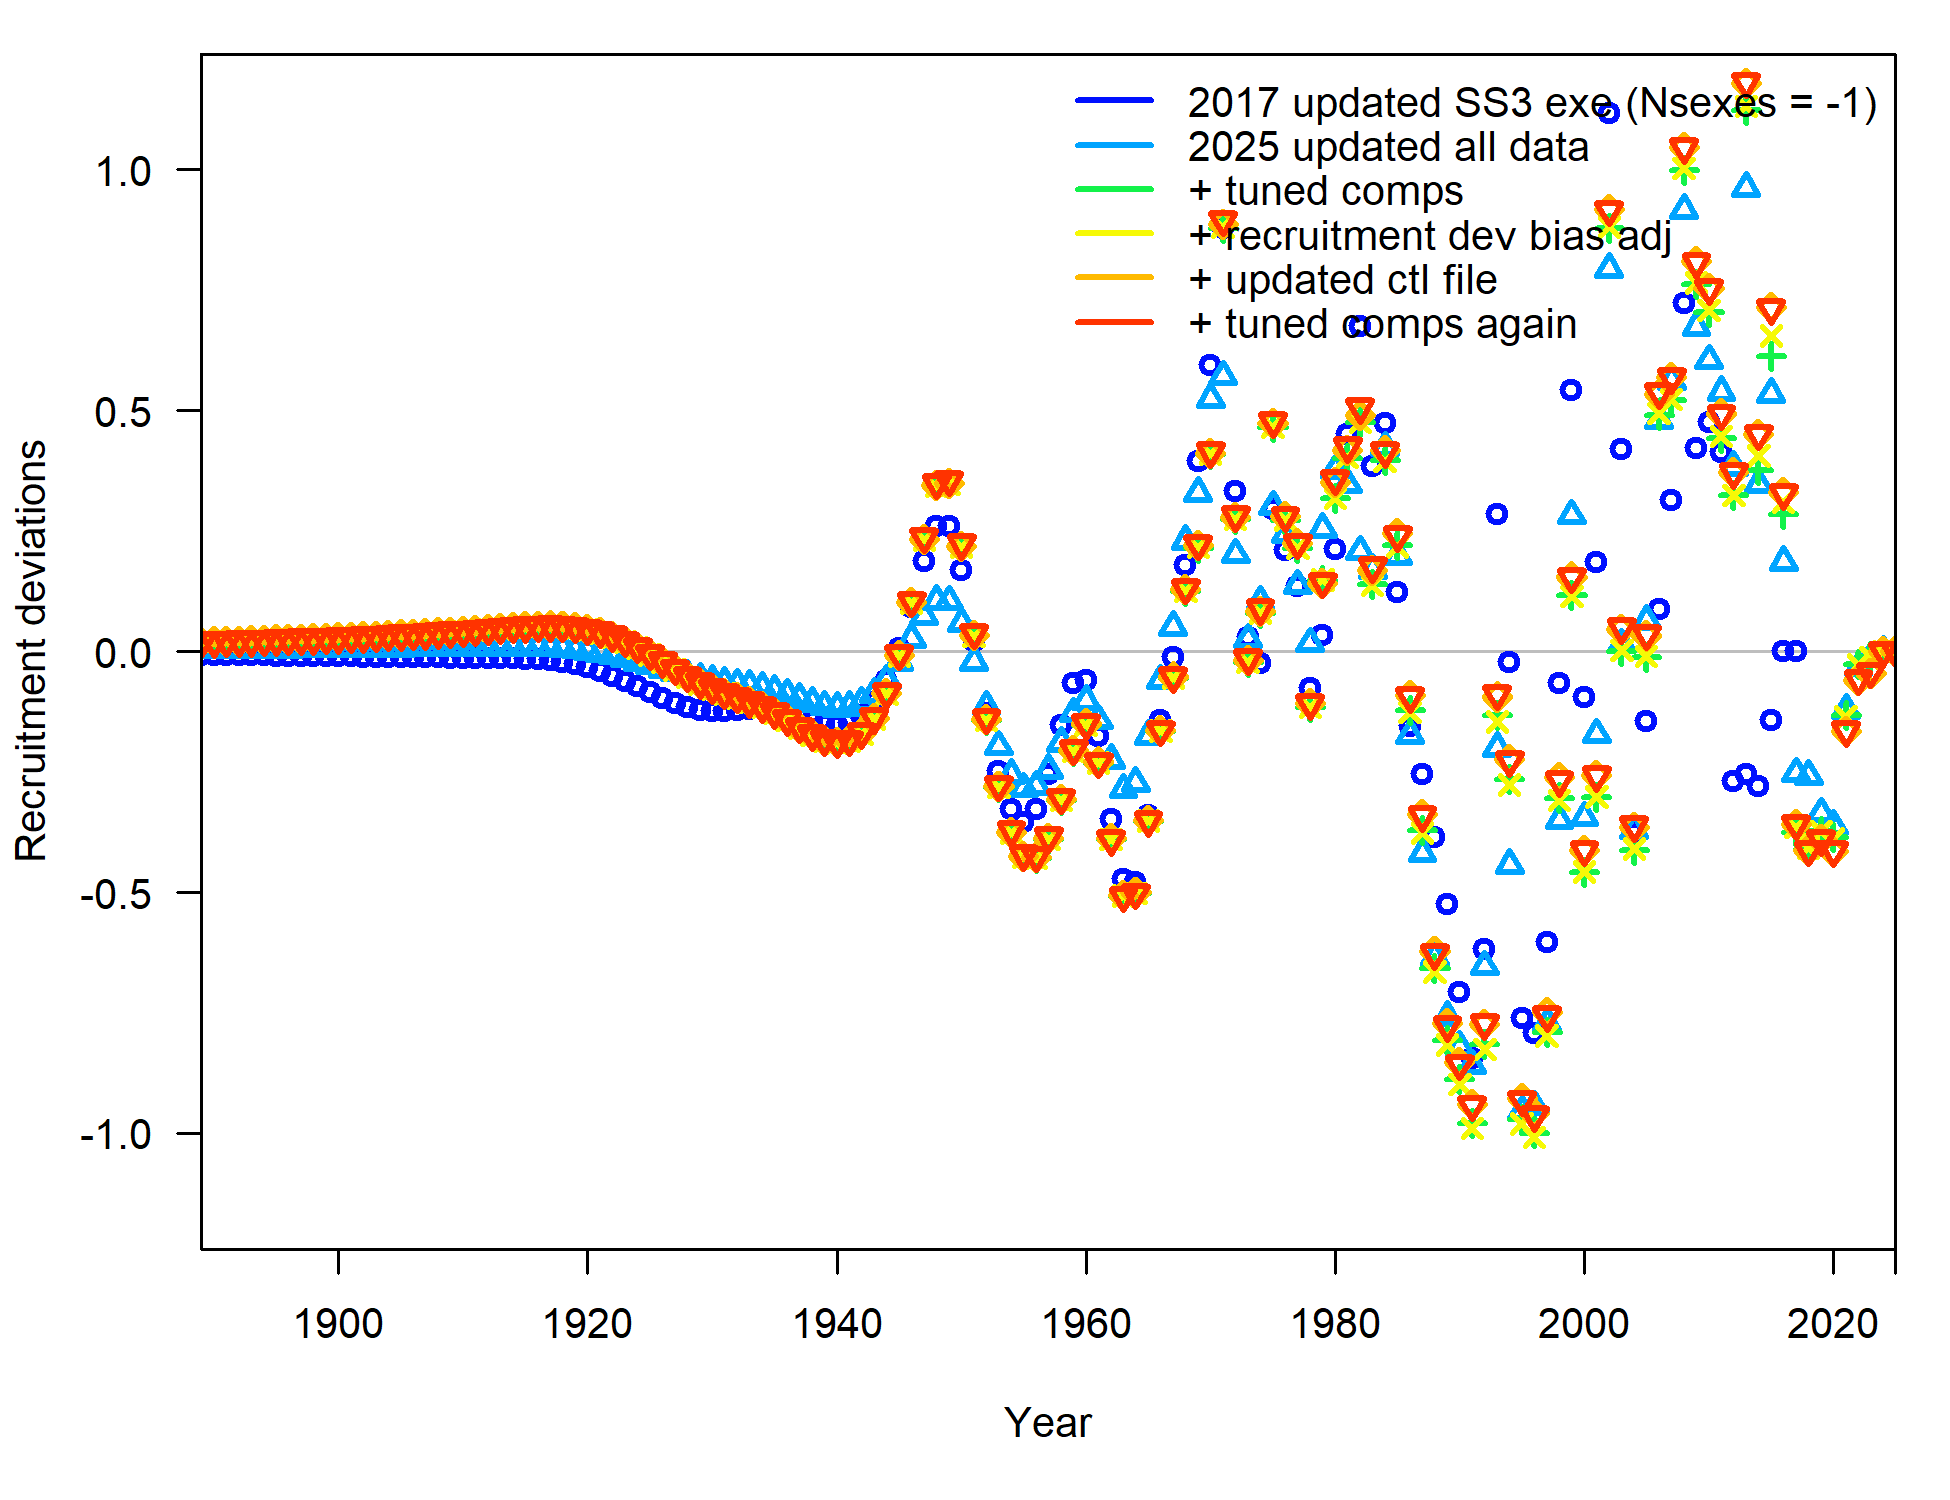 2017 updated SS3 exe (Nsexes = -1)
2025 updated all data
+ tuned comps
+ recruitment dev bias adj
+ updated ctl file
+ tuned comps again
1.0
0.5
0.0
-0.5
-1.0
Recruitment deviations
1900 1920 1940 1960 1980 2000 2020
Year